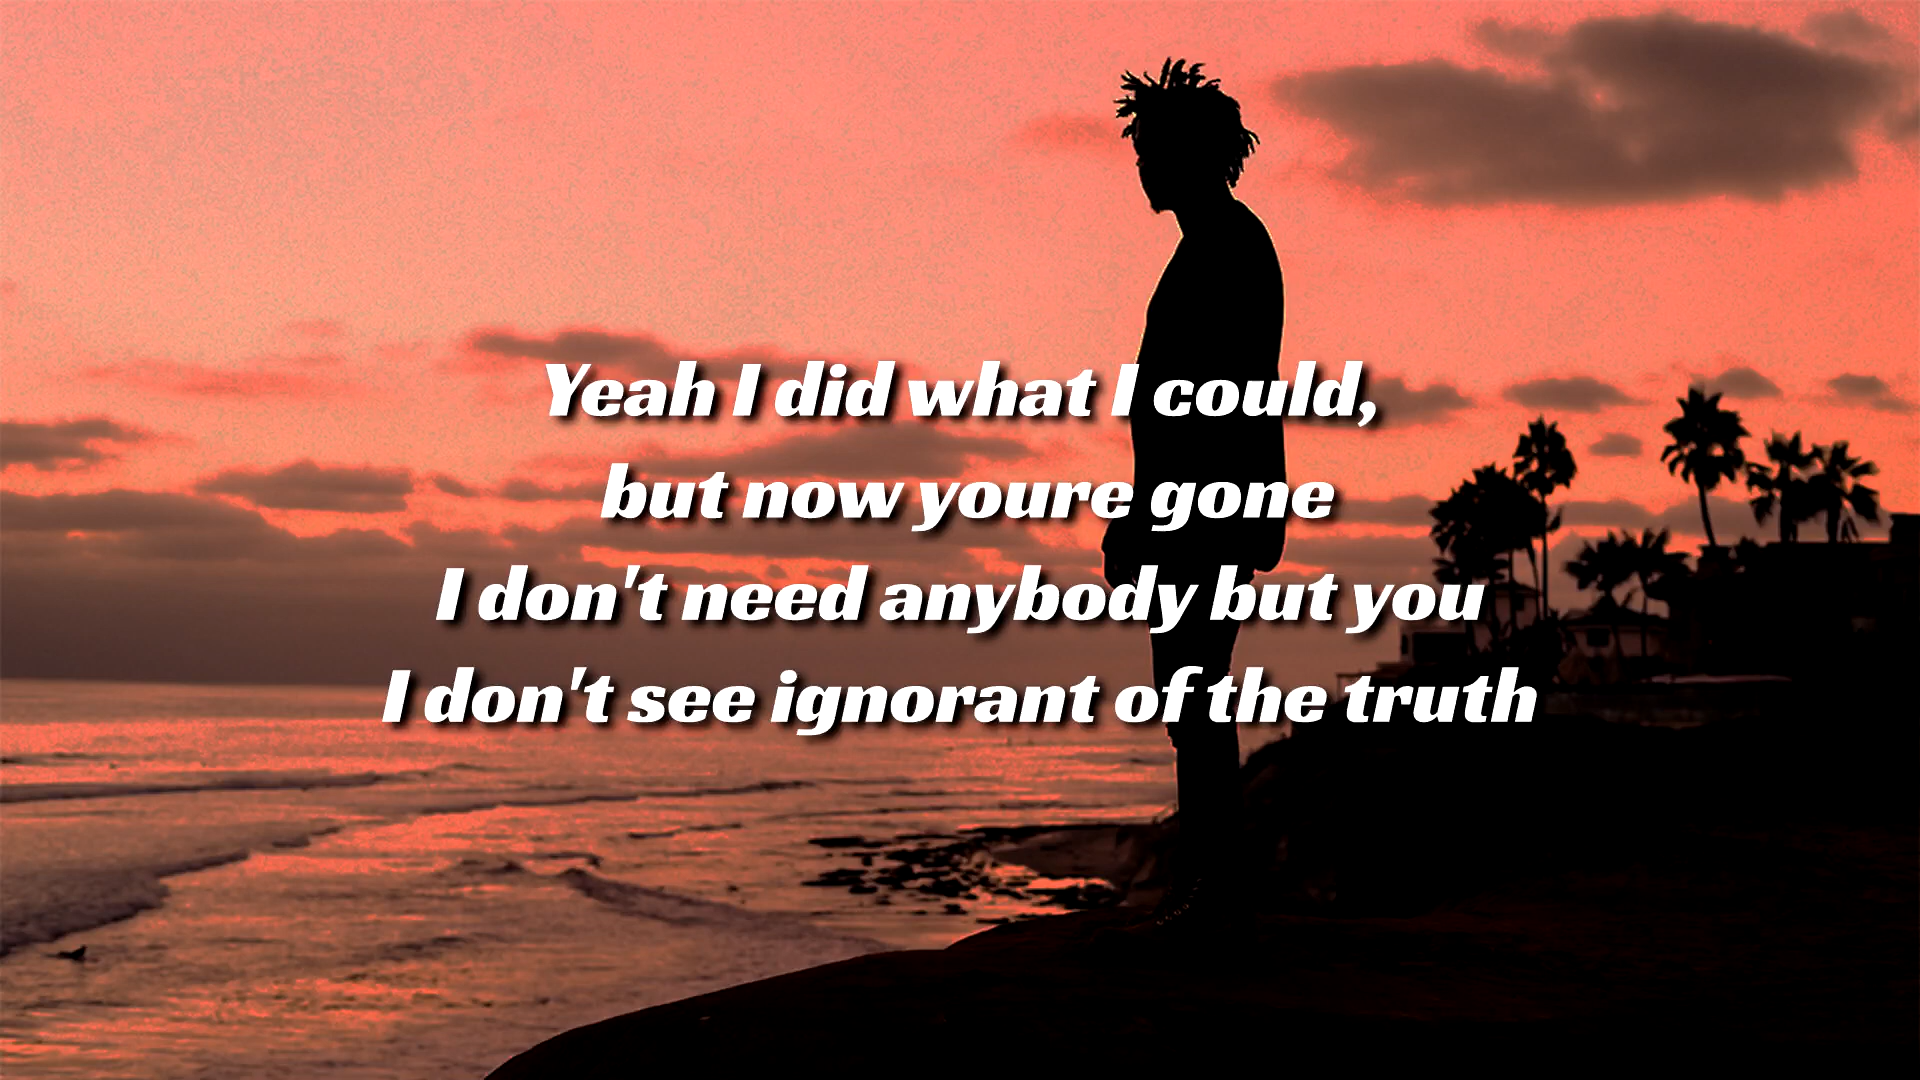 Yeah I did what I could,
but now youre gone
I don't need anybody but you
I don't see ignorant of the truth